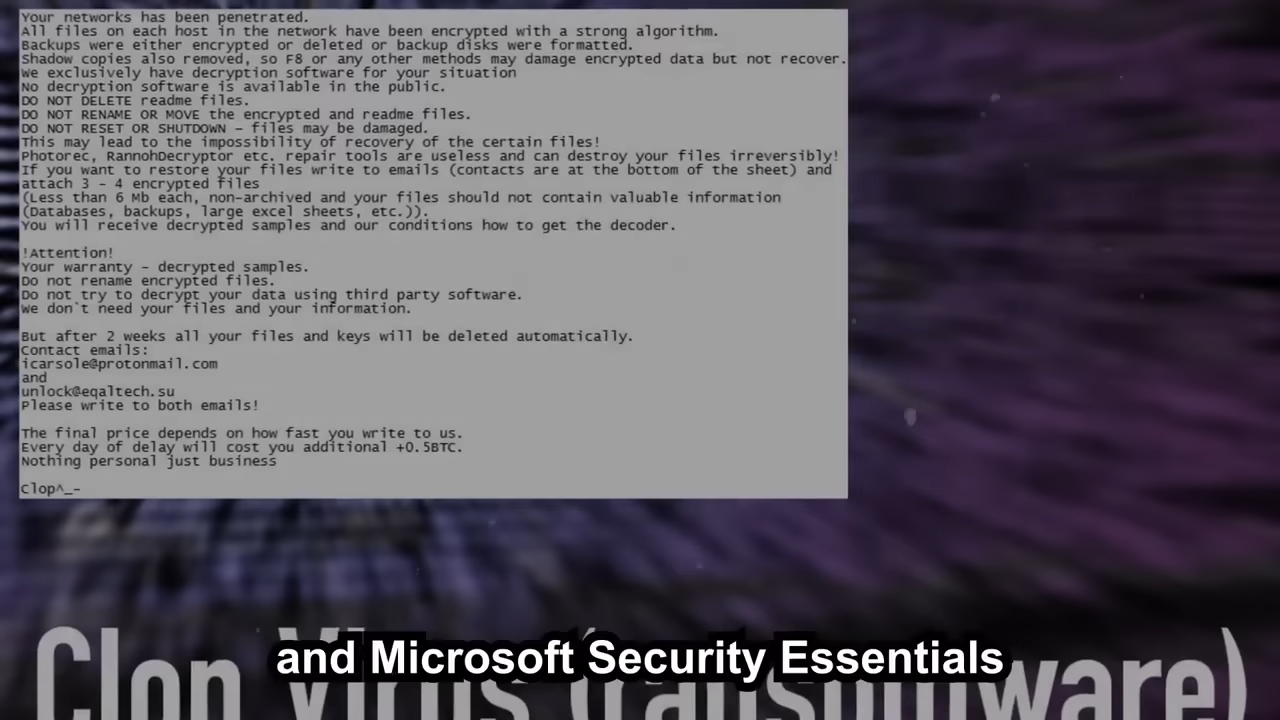 Your networks has been penetrated.
All files on each host in the network have been encrypted with a strong algorithm.
Backups were either encrypted or deleted or backup disks were formatted.
Shadow copies also removed, so F8 or any other methods may damage encrypted data but not recover.
We exclusively have decryption software for your situation
No decryption software is available in the public.
DO NOT DELETE readme files.
DO NOT RENAME OR MOVE the encrypted and readme files.
DO NOT RESET OR SHUTDOWN – files may be damaged.
This may lead to the impossibility of recovery of the certain files!
Photorec, RannohDecryptor etc. repair tools are useless and can destroy your files irreversibly!
If you want to restore your files write to emails (contacts are at the bottom of the sheet) and
attach 3 – 4 encrypted files
(Less than 6 Mb each, non-archived and your files should not contain valuable information
(Databases, backups, large excel sheets, etc.)).
You will receive decrypted samples and our conditions how to get the decoder.
!Attention!
Your warranty – decrypted samples.
Do not rename encrypted files.
Do not try to decrypt your data using third party software.
We don`t need your files and your information.
But after 2 weeks all your files and keys will be deleted automatically.
Contact emails:
icarsole@protonmail.com
and
unlock@eqaltech.su
Please write to both emails!
The final price depends on how fast you write to us.
Every day of delay will cost you additional +0.5BTC.
Nothing personal just business
Clop^_-
Clop Virus (ransomware)
and Microsoft Security Essentials